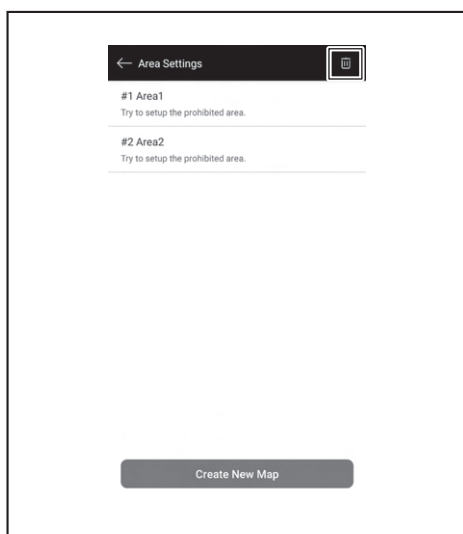 Area Settings
#1 Area1
Try to setup the prohibited area.
#2 Area2
Try to setup the prohibited area.
Create New Map